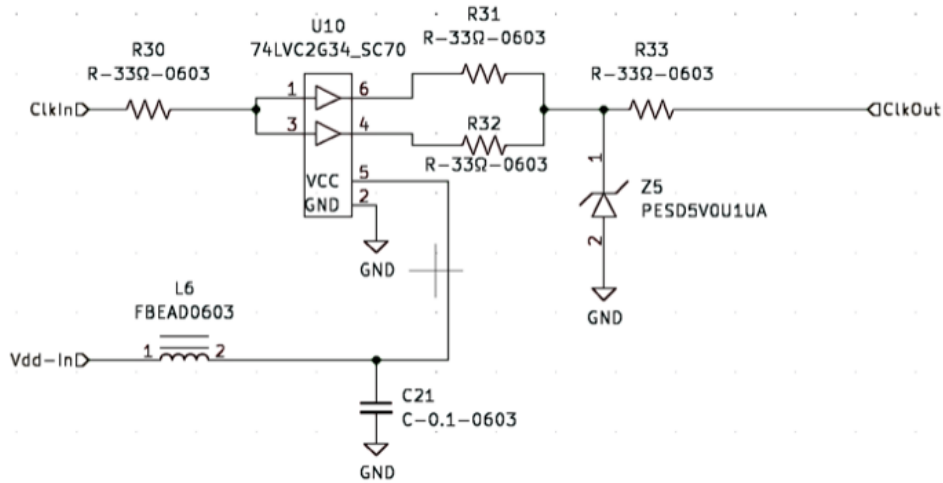 U10
74LVC2G34_SC70
R31
R-33Ω-0603
R30
R-33Ω-0603
R33
R-33Ω-0603
ClkIn
1
6
3
4
R32
R-33Ω-0603
ClkOut
VCC
5
GND
2
GND
1
Z5
PESD5V0U1UA
2
GND
L6
FBEAD0603
Vdd-In
1
2
C21
C-0.1-0603
GND